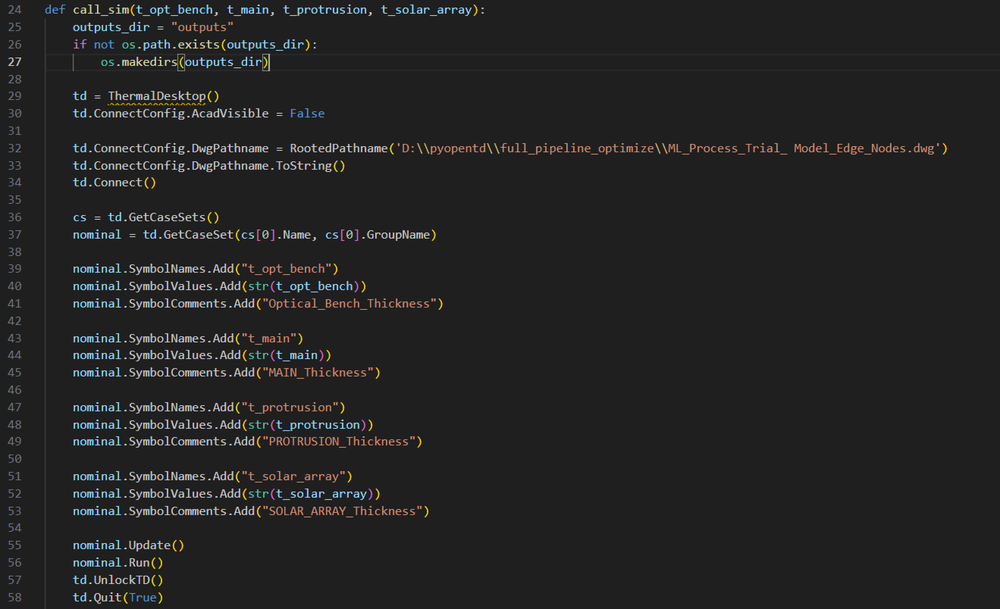 24 def call_sim(t_opt_bench, t_main, t_protrusion, t_solar_array):
25     outputs_dir = "outputs"
26     if not os.path.exists(outputs_dir):
27         os.makedirs(outputs_dir)
28
29     td = ThermalDesktop()
30     td.ConnectConfig.AcadVisible = False
31
32     td.ConnectConfig.DwgPathname = RootedPathname('D:\\pyopentd\\full_pipeline_optimize\\ML_Process_Trial_ Model_Edge_Nodes.dwg')
33     td.ConnectConfig.DwgPathname.ToString()
34     td.Connect()
35
36     cs = td.GetCaseSets()
37     nominal = td.GetCaseSet(cs[0].Name, cs[0].GroupName)
38
39     nominal.SymbolNames.Add("t_opt_bench")
40     nominal.SymbolValues.Add(str(t_opt_bench))
41     nominal.SymbolComments.Add("Optical_Bench_Thickness")
42
43     nominal.SymbolNames.Add("t_main")
44     nominal.SymbolValues.Add(str(t_main))
45     nominal.SymbolComments.Add("MAIN_Thickness")
46
47     nominal.SymbolNames.Add("t_protrusion")
48     nominal.SymbolValues.Add(str(t_protrusion))
49     nominal.SymbolComments.Add("PROTRUSION_Thickness")
50
51     nominal.SymbolNames.Add("t_solar_array")
52     nominal.SymbolValues.Add(str(t_solar_array))
53     nominal.SymbolComments.Add("SOLAR_ARRAY_Thickness")
54
55     nominal.Update()
56     nominal.Run()
57     td.UnlockTD()
58     td.Quit(True)